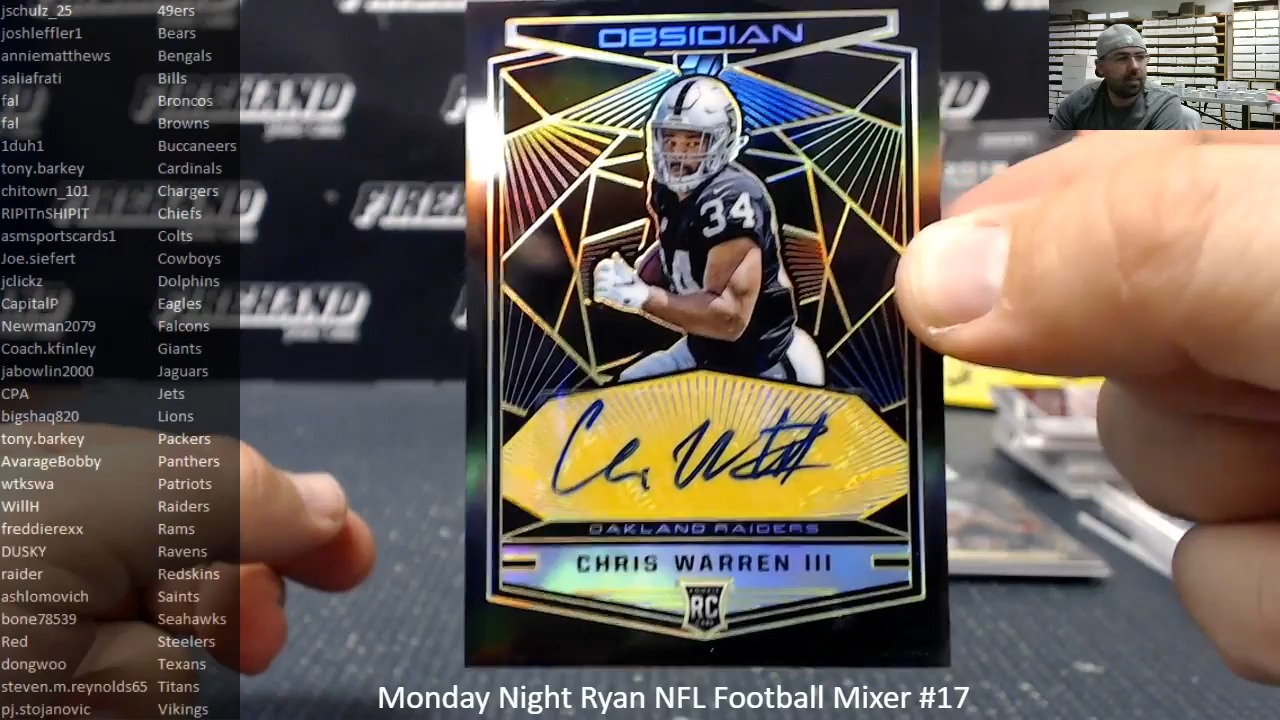 jschulz_25 49ers
joshleffler1 Bears
anniematthews Bengals
saliafrati Bills
fal Broncos
fal Browns
1duh1 Buccaneers
tony.barkey Cardinals
chitown_101 Chargers
RIPITnSHIPIT Chiefs
asmsportscards1 Colts
Joe.siefert Cowboys
jclickz Dolphins
CapitalP Eagles
Newman2079 Falcons
Coach.kfinley Giants
jabowlin2000 Jaguars
CPA Jets
bigshaq820 Lions
tony.barkey Packers
AvarageBobby Panthers
wtkswa Patriots
WillH Raiders
freddierexx Rams
DUSKY Ravens
raider Redskins
ashlomovich Saints
bone78539 Seahawks
Red Steelers
dongwoo Texans
steven.m.reynolds65 Titans
pj.stojanovic Vikings
OBSIDIAN
34
OAKLAND RAIDERS
CHRIS WARREN III
RC
FIREHAND
FIREHAND
Monday Night Ryan NFL Football Mixer #17